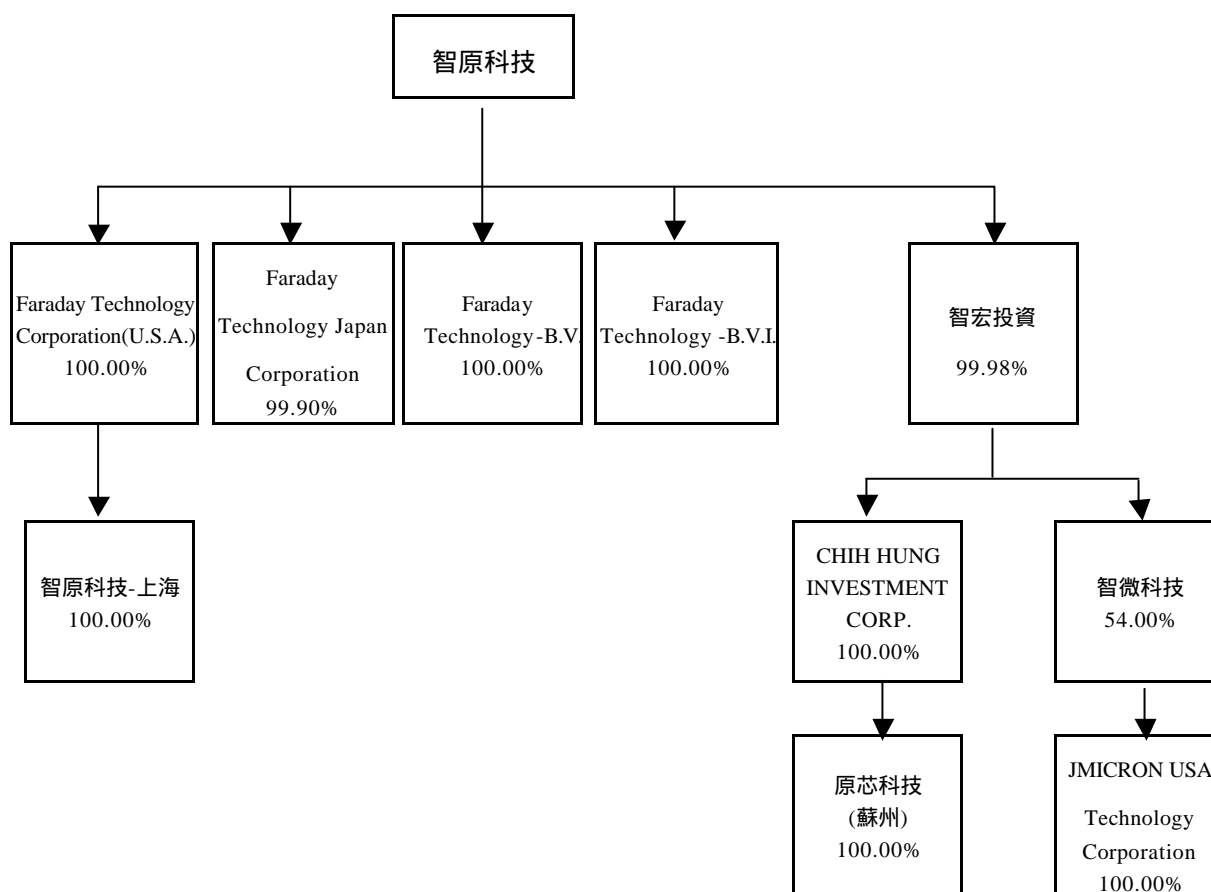 智原科技
Faraday Technology
Corporation(U.S.A.)
100.00%
Faraday
Technology Japan
Corporation
99.90%
Faraday
Technology-B.V.
100.00%
Faraday
Technology -B.V.I.
100.00%
智宏投資
99.98%
智原科技-上海
100.00%
CHIH HUNG
INVESTMENT
CORP.
100.00%
智微科技
54.00%
原芯科技
(蘇州)
100.00%
JMICRON USA
Technology
Corporation
100.00%